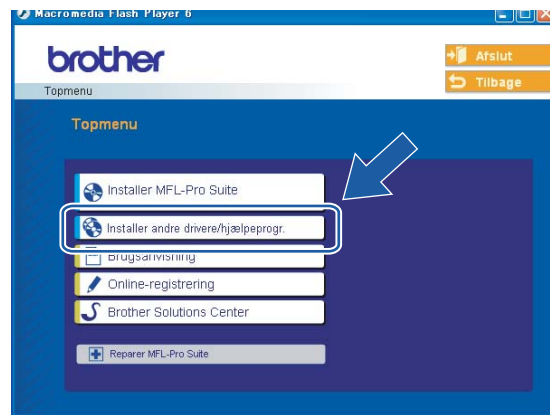 Macromedia Flash Player 6
brother
Afslut
Tilbage
Topmenu
Topmenu
Installer MFL-Pro Suite
Installer andre drivere/hjælpeprogr.
Brugsanvisning
Online-registrering
Brother Solutions Center
Reparer MFL-Pro Suite